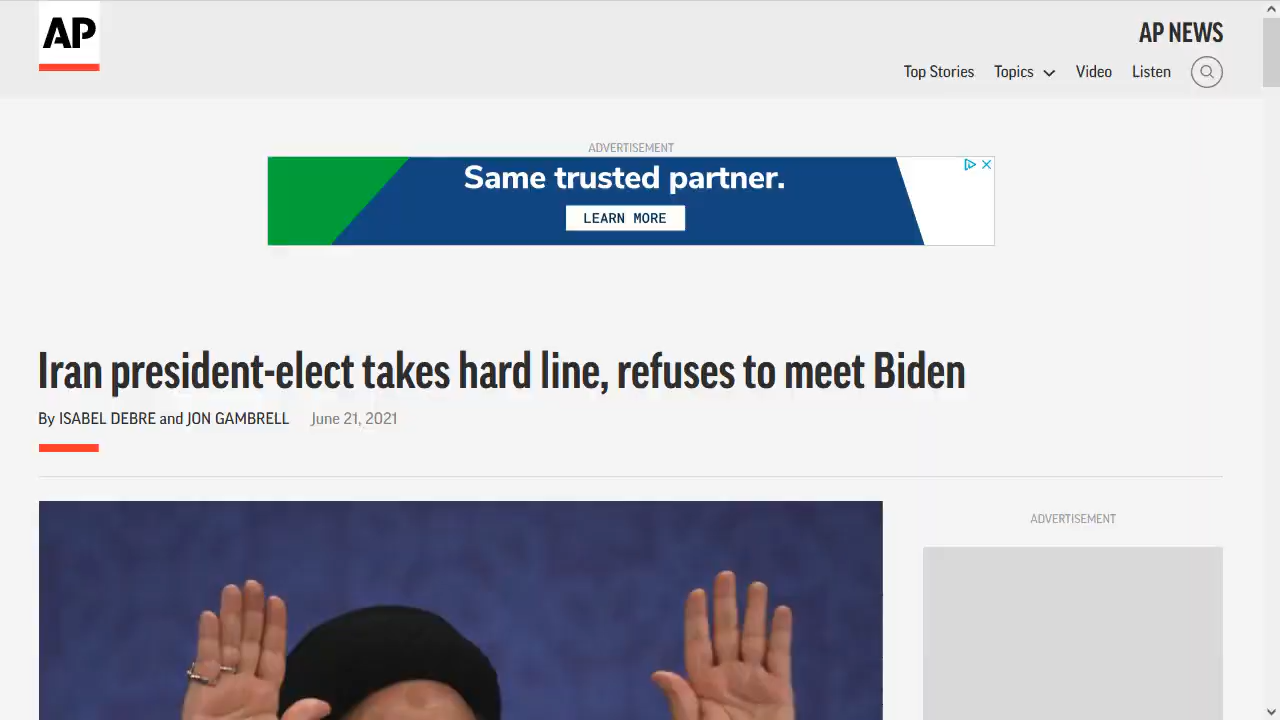 AP
AP NEWS
Top Stories Topics Video Listen
ADVERTISEMENT
Same trusted partner.
LEARN MORE
Iran president-elect takes hard line, refuses to meet Biden
By ISABEL DEBRE and JON GAMBRELL June 21, 2021
ADVERTISEMENT